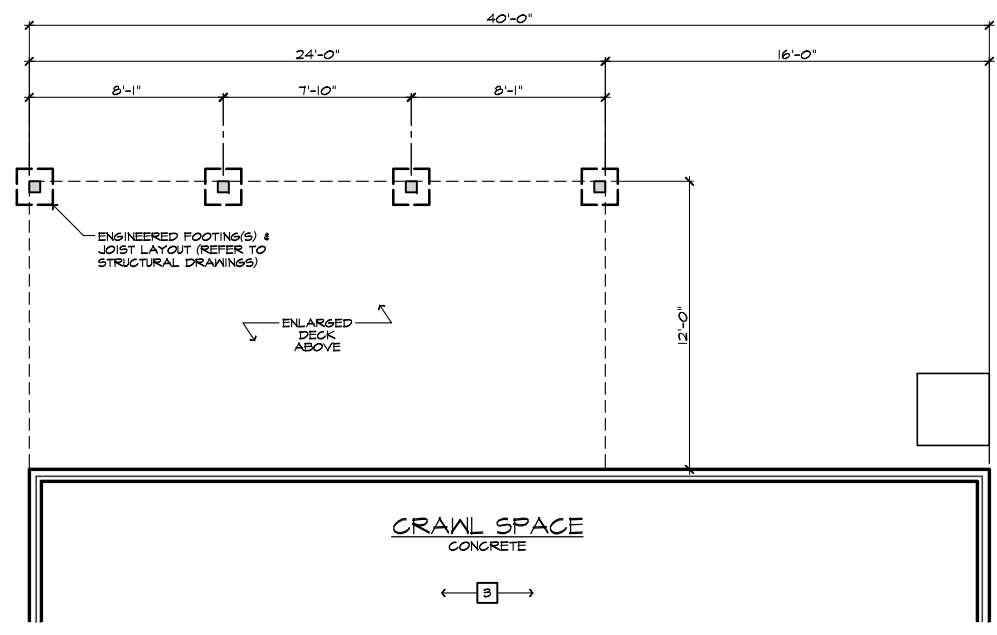 40'-0"
24'-0"
16'-0"
8'-1"
7'-10"
8'-1"
ENGINEERED FOOTING(S) &
JOIST LAYOUT (REFER TO
STRUCTURAL DRAWINGS)
ENLARGED
DECK
ABOVE
12'-0"
CRAWL SPACE
CONCRETE
3